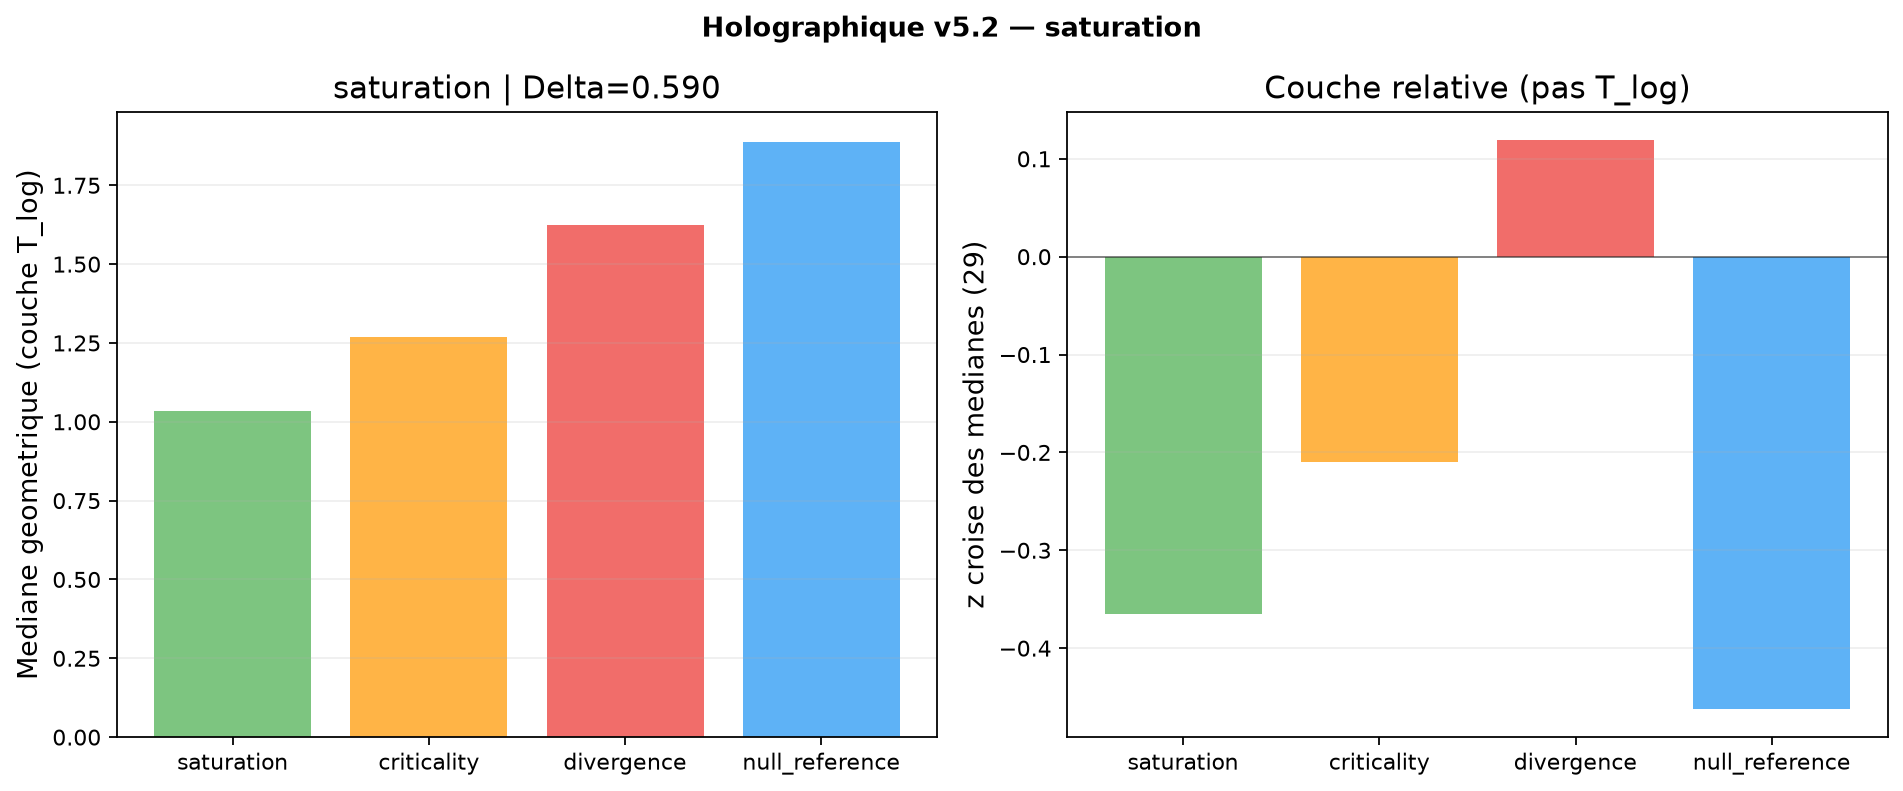 Holographique v5.2 — saturation
saturation | Delta=0.590
Mediane geometrique (couche T_log)
1.75
1.50
1.25
1.00
0.75
0.50
0.25
0.00
saturation criticality divergence null_reference
Couche relative (pas T_log)
z croise des medianes (29)
0.1
0.0
−0.1
−0.2
−0.3
−0.4
saturation criticality divergence null_reference